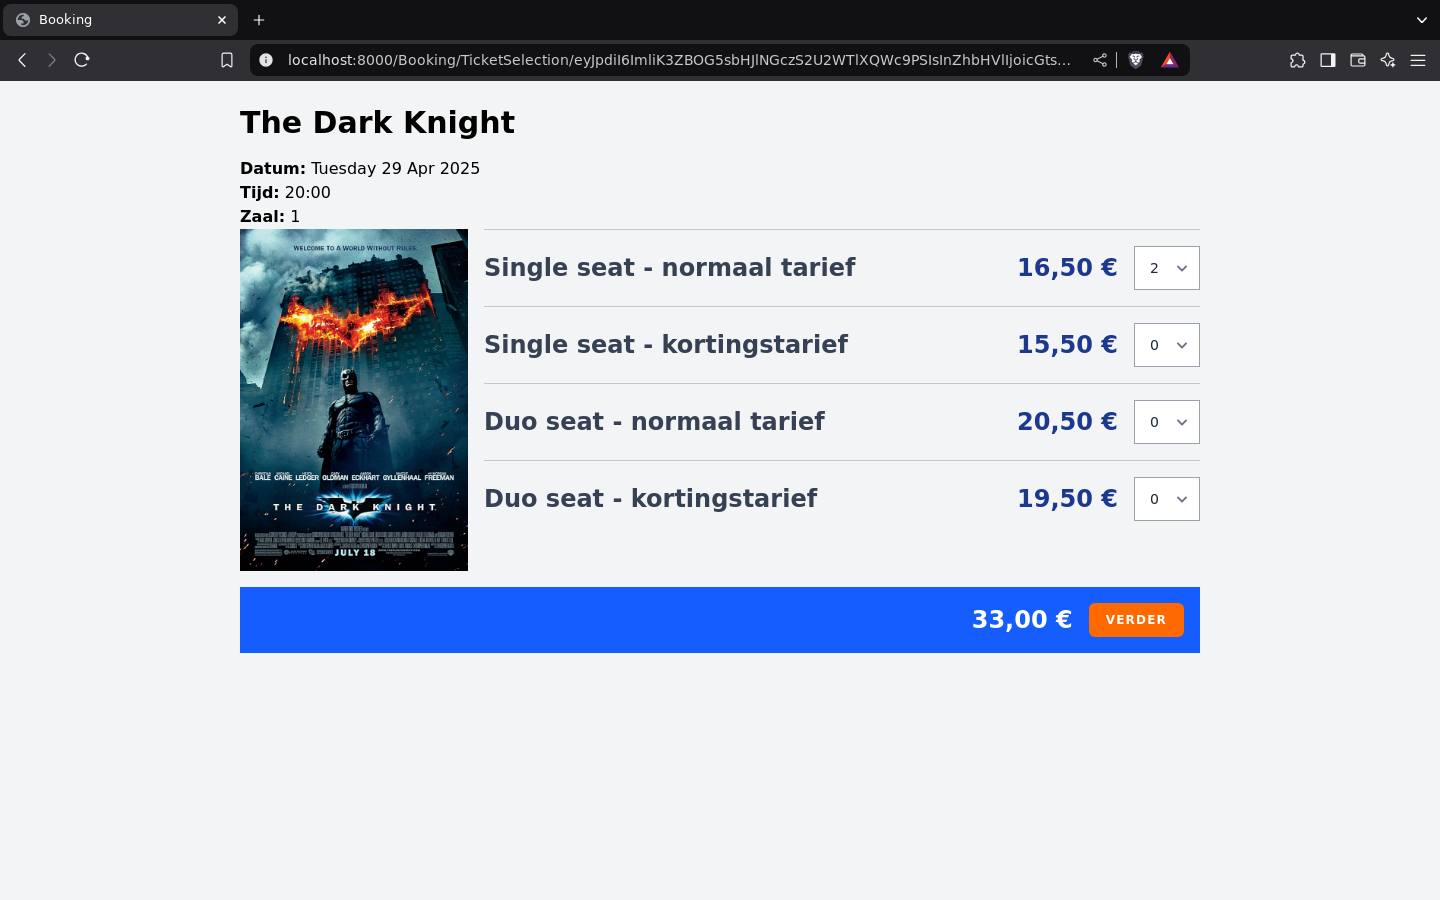 Booking
localhost:8000/Booking/TicketSelection/eyJpdiI6ImliK3ZBOG5sbHJlNGczS2U2WTlXQWc9PSIsInZhbHVlIjoicGts...
The Dark Knight
Datum: Tuesday 29 Apr 2025
Tijd: 20:00
Zaal: 1
WELCOME TO A WORLD WITHOUT RULES.
BALE CAINE LEDGER OLDMAN ECKHART GYLLENHAAL FREEMAN
THE DARK KNIGHT
JULY 18
Single seat - normaal tarief 16,50 € 2
Single seat - kortingstarief 15,50 € 0
Duo seat - normaal tarief 20,50 € 0
Duo seat - kortingstarief 19,50 € 0
33,00 € VERDER